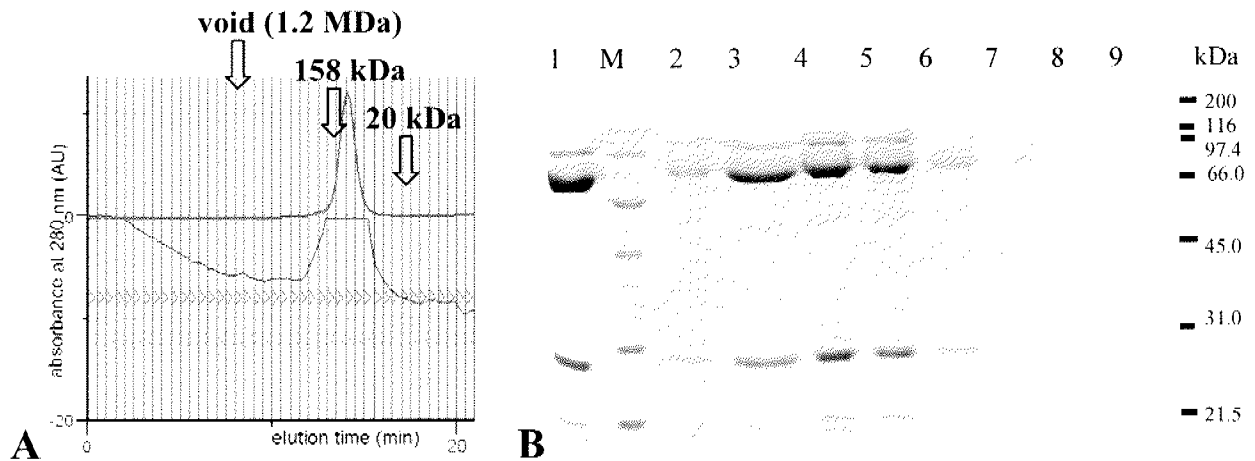 void (1.2 MDa)
158 kDa
20 kDa
absorbance at 280 nm (AU)
0
-20
0
elution time (min)
20
A
1 M 2 3 4 5 6 7 8 9 kDa
200
116
97.4
66.0
45.0
31.0
21.5
B